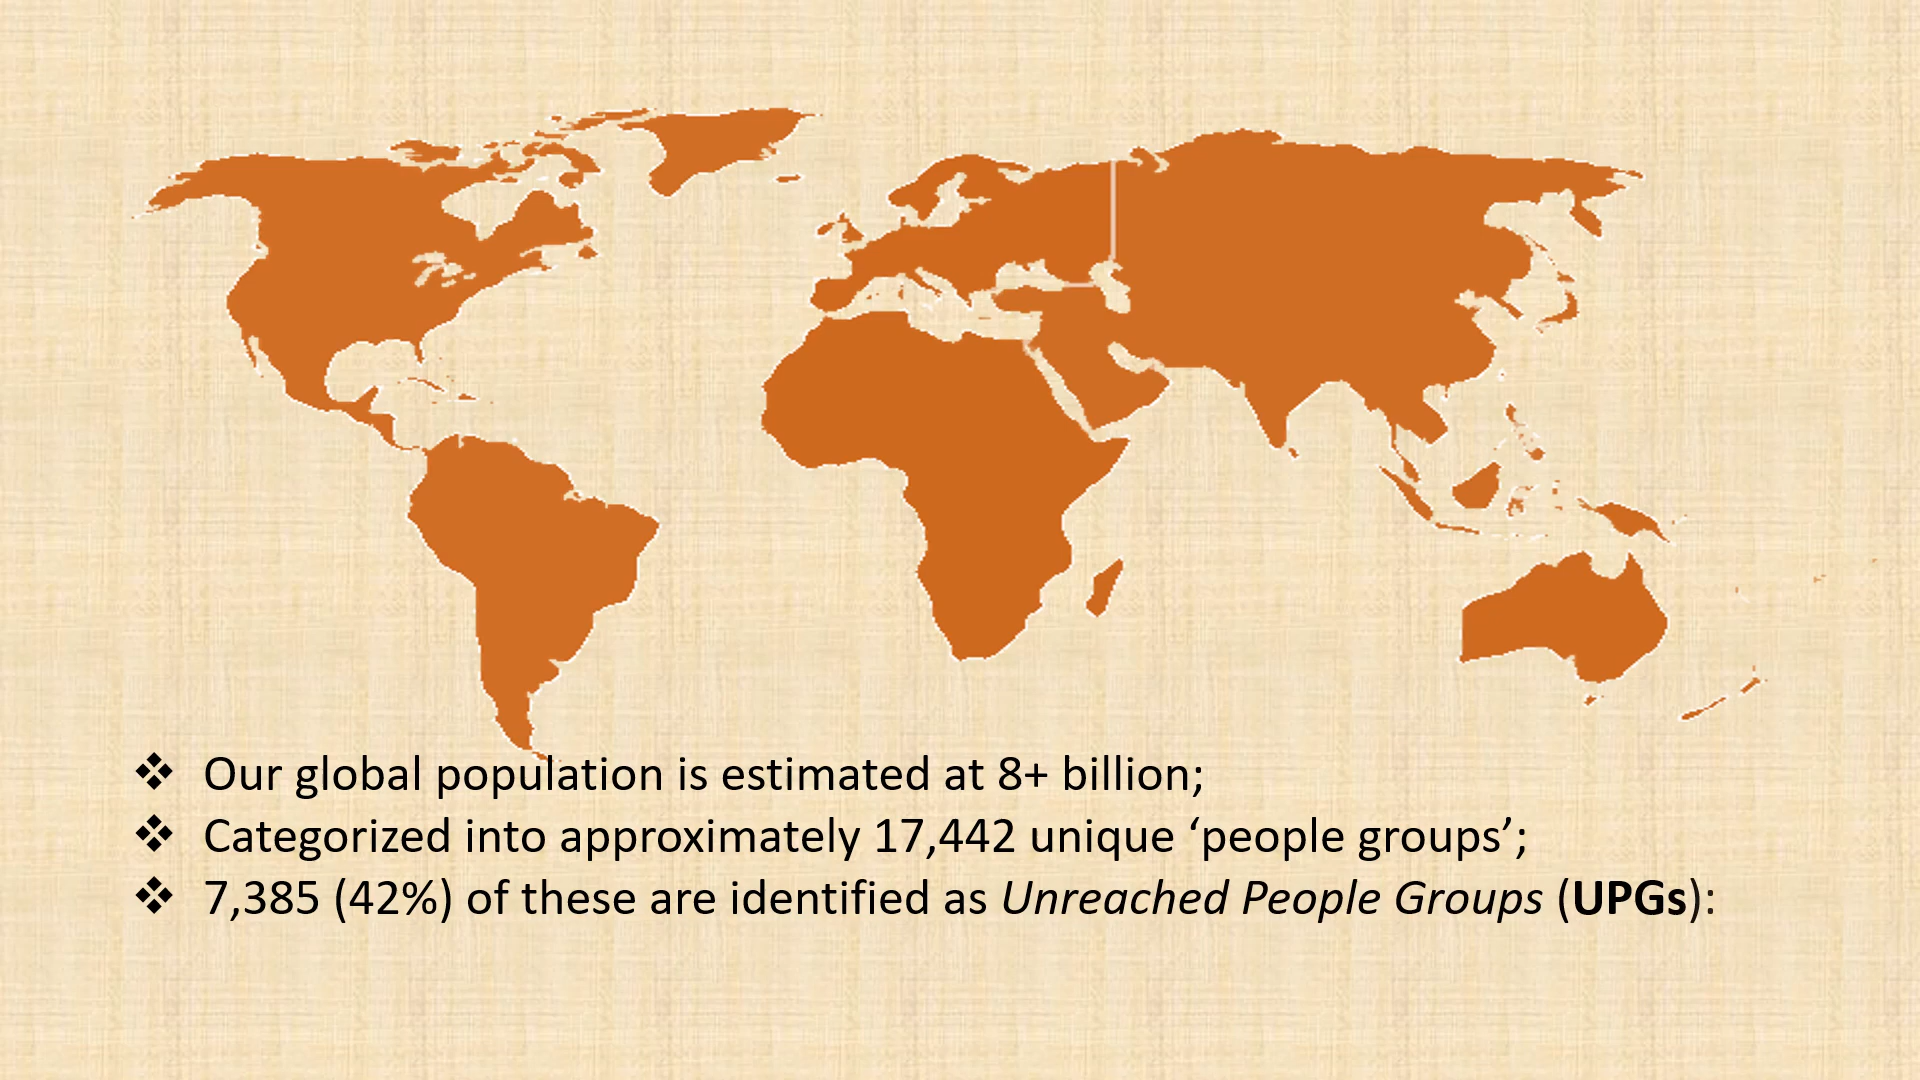 ❖ Our global population is estimated at 8+ billion;
❖ Categorized into approximately 17,442 unique ‘people groups’;
❖ 7,385 (42%) of these are identified as Unreached People Groups (UPGs):